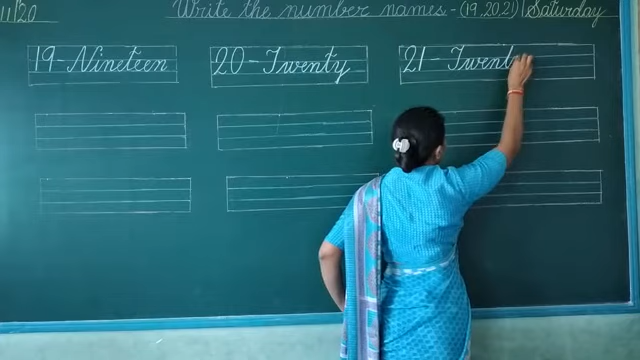 11/20 Write the number names - (19,20,21) | Saturday
19 - Nineteen 20 - Twenty 21 - Twent